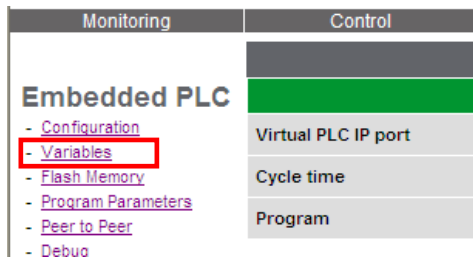 Monitoring Control
Embedded PLC
- Configuration
- Variables
- Flash Memory
- Program Parameters
- Peer to Peer
- Debug
Virtual PLC IP port
Cycle time
Program